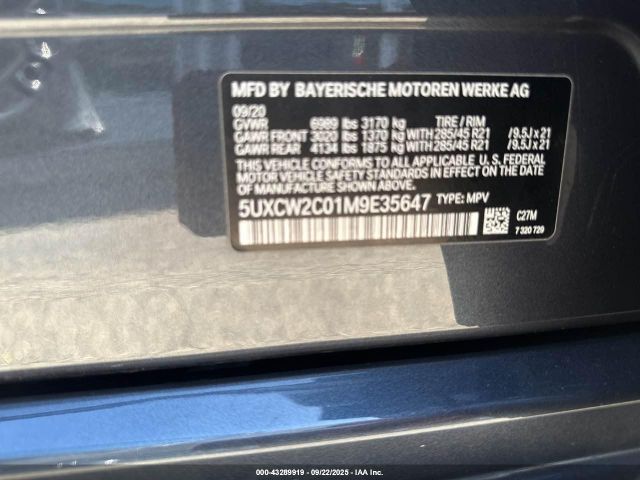 MFD BY BAYERISCHE MOTOREN WERKE AG
09/20
GVWR 6989 lbs 3170 kg TIRE / RIM
GAWR FRONT 3020 lbs 1370 kg WITH 285/45 R21 /9.5J x 21
GAWR REAR 4134 lbs 1875 kg WITH 285/45 R21 /9.5J x 21
THIS VEHICLE CONFORMS TO ALL APPLICABLE U. S. FEDERAL
MOTOR VEHICLE SAFETY STANDARDS IN EFFECT ON THE
DATE OF MANUFACTURE SHOWN ABOVE.
5UXCW2C01M9E35647 TYPE: MPV
C27M
7 320 729
000-43289919 - 09/22/2025 - IAA Inc.